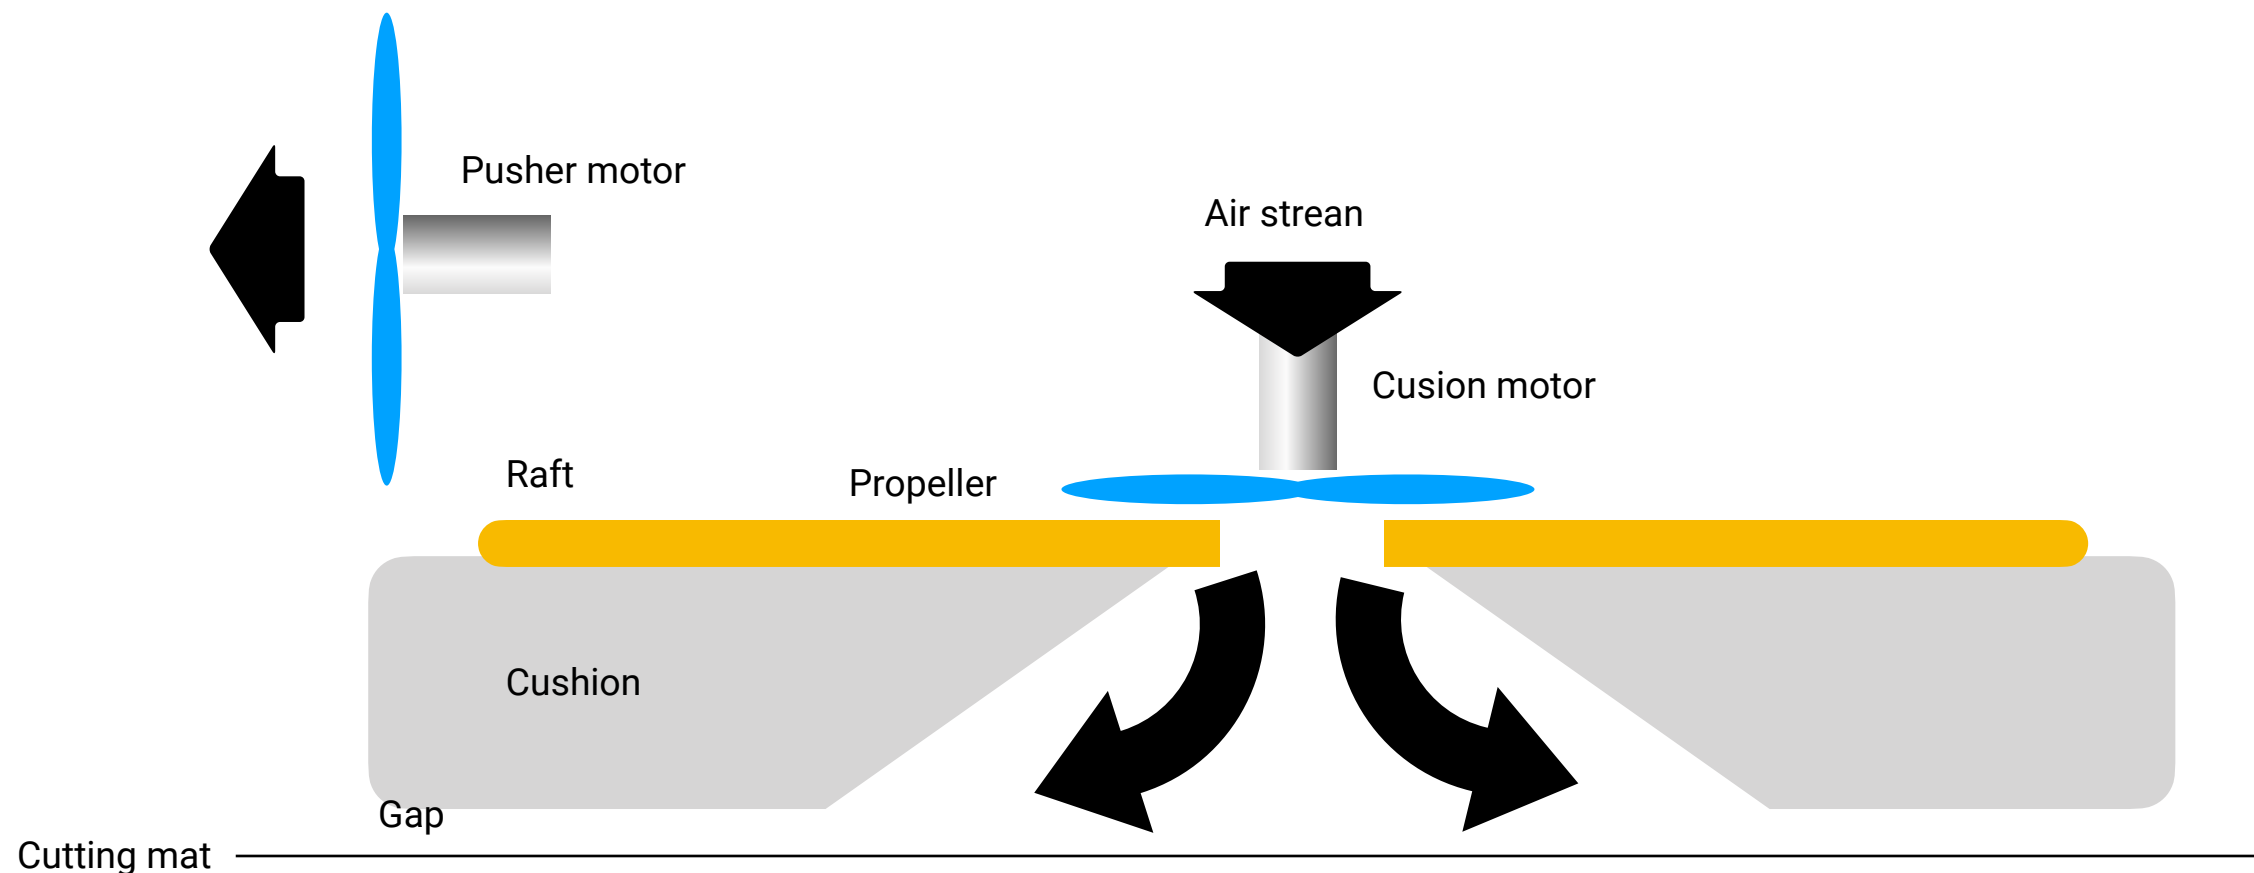 Pusher motor
Air strean
Cusion motor
Raft
Propeller
Cushion
Gap
Cutting mat